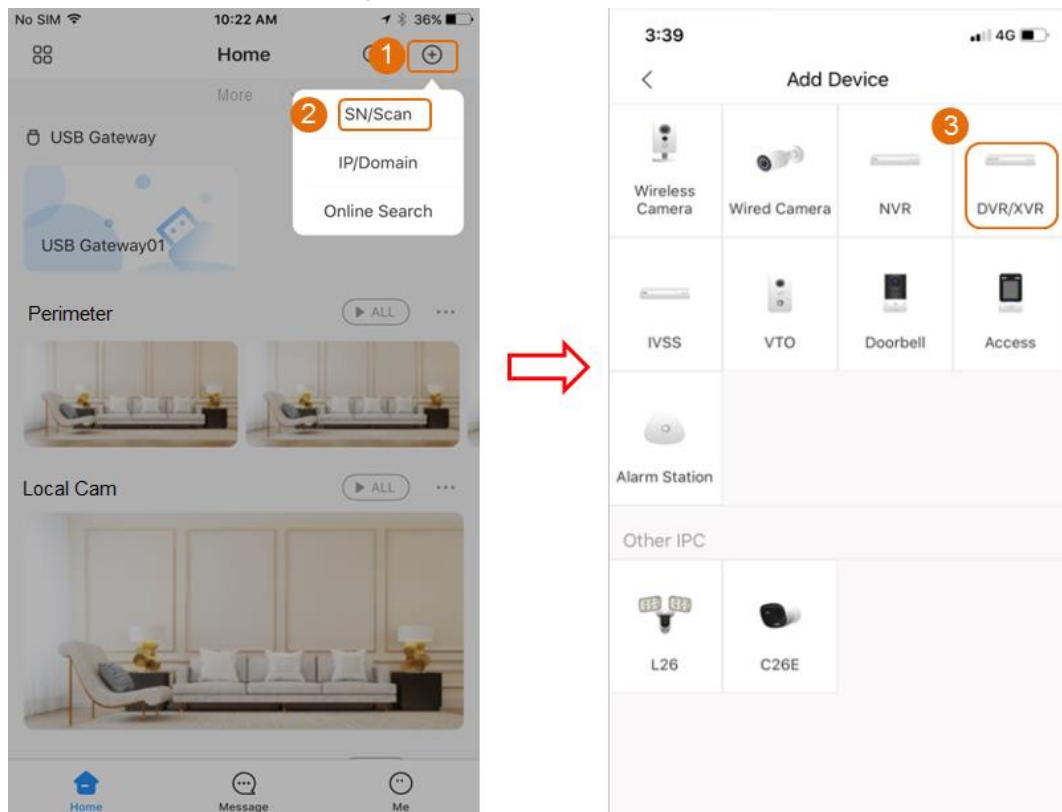 No SIM 10:22 AM 36%
Home
1
More
2
SN/Scan
IP/Domain
Online Search
USB Gateway
USB Gateway01
Perimeter
ALL
Local Cam
ALL
Home Message Me
3:39 4G
Add Device
3
Wireless
Camera
Wired Camera
NVR
DVR/XVR
IVSS
VTO
Doorbell
Access
Alarm Station
Other IPC
L26
C26E